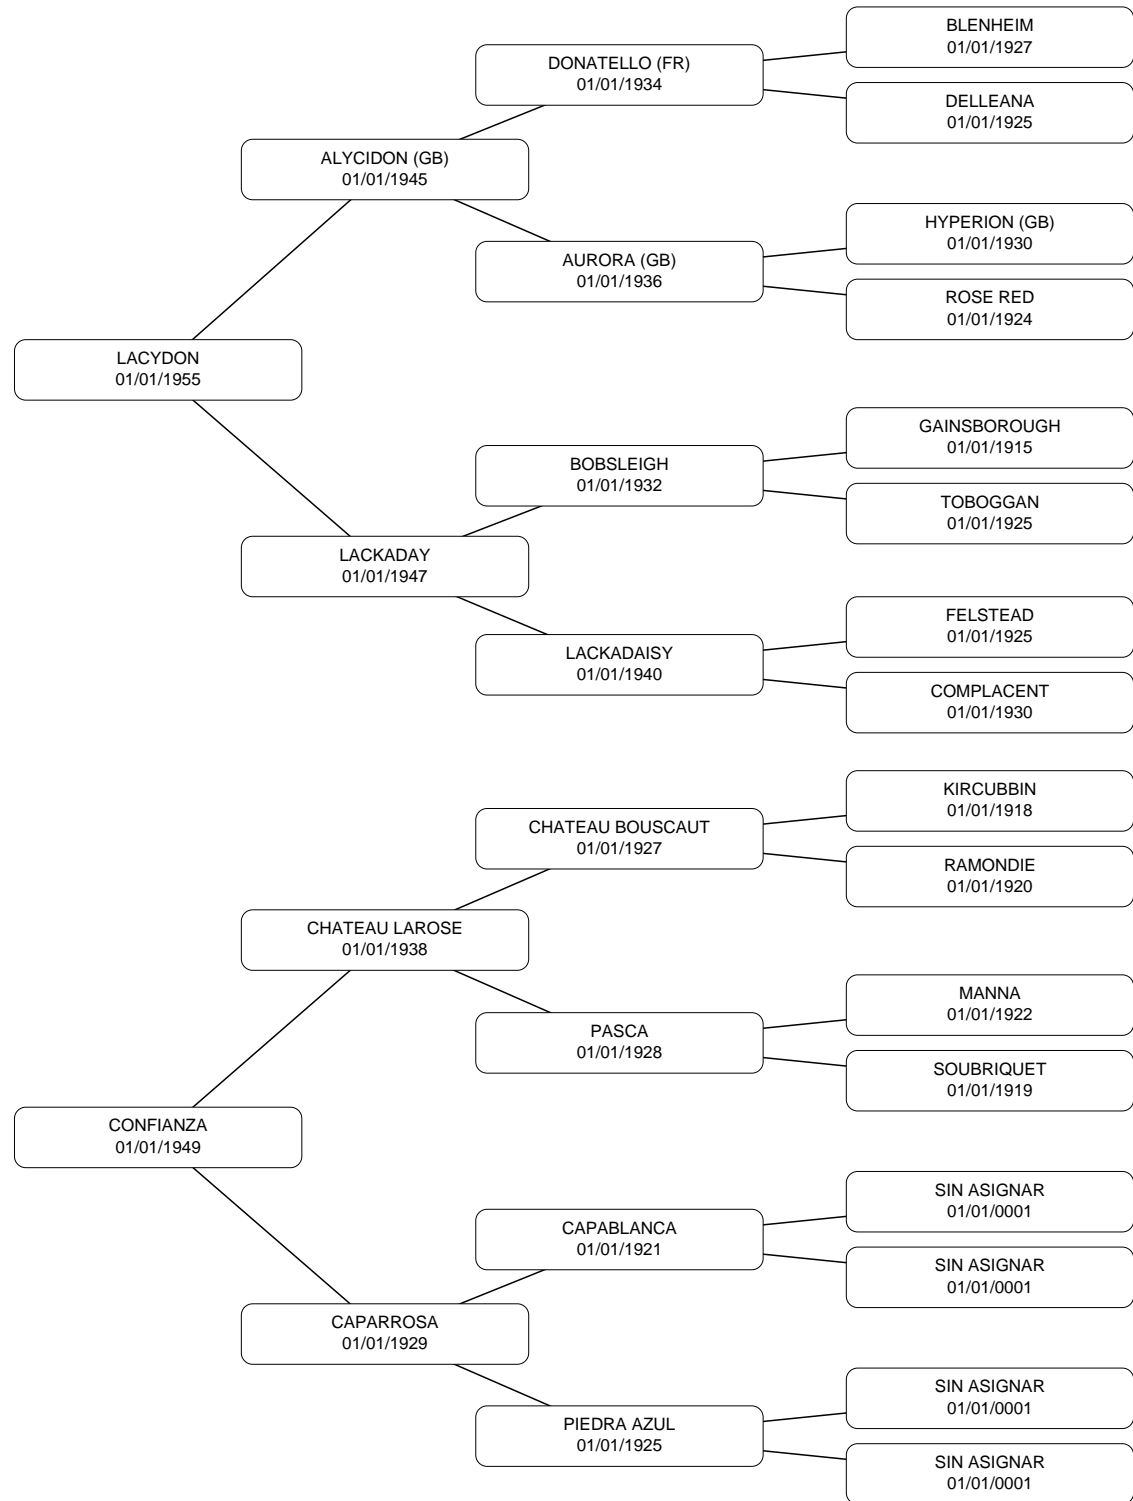 BLENHEIM
01/01/1927
DONATELLO (FR)
01/01/1934
DELLEANA
01/01/1925
ALYCIDON (GB)
01/01/1945
HYPERION (GB)
01/01/1930
AURORA (GB)
01/01/1936
ROSE RED
01/01/1924
LACYDON
01/01/1955
GAINSBOROUGH
01/01/1915
BOBSLEIGH
01/01/1932
TOBOGGAN
01/01/1925
LACKADAY
01/01/1947
FELSTEAD
01/01/1925
LACKADAISY
01/01/1940
COMPLACENT
01/01/1930
KIRCUBBIN
01/01/1918
CHATEAU BOUSCAUT
01/01/1927
RAMONDIE
01/01/1920
CHATEAU LAROSE
01/01/1938
MANNA
01/01/1922
PASCA
01/01/1928
SOUBRIQUET
01/01/1919
CONFIANZA
01/01/1949
SIN ASIGNAR
01/01/0001
CAPABLANCA
01/01/1921
SIN ASIGNAR
01/01/0001
CAPARROSA
01/01/1929
SIN ASIGNAR
01/01/0001
PIEDRA AZUL
01/01/1925
SIN ASIGNAR
01/01/0001